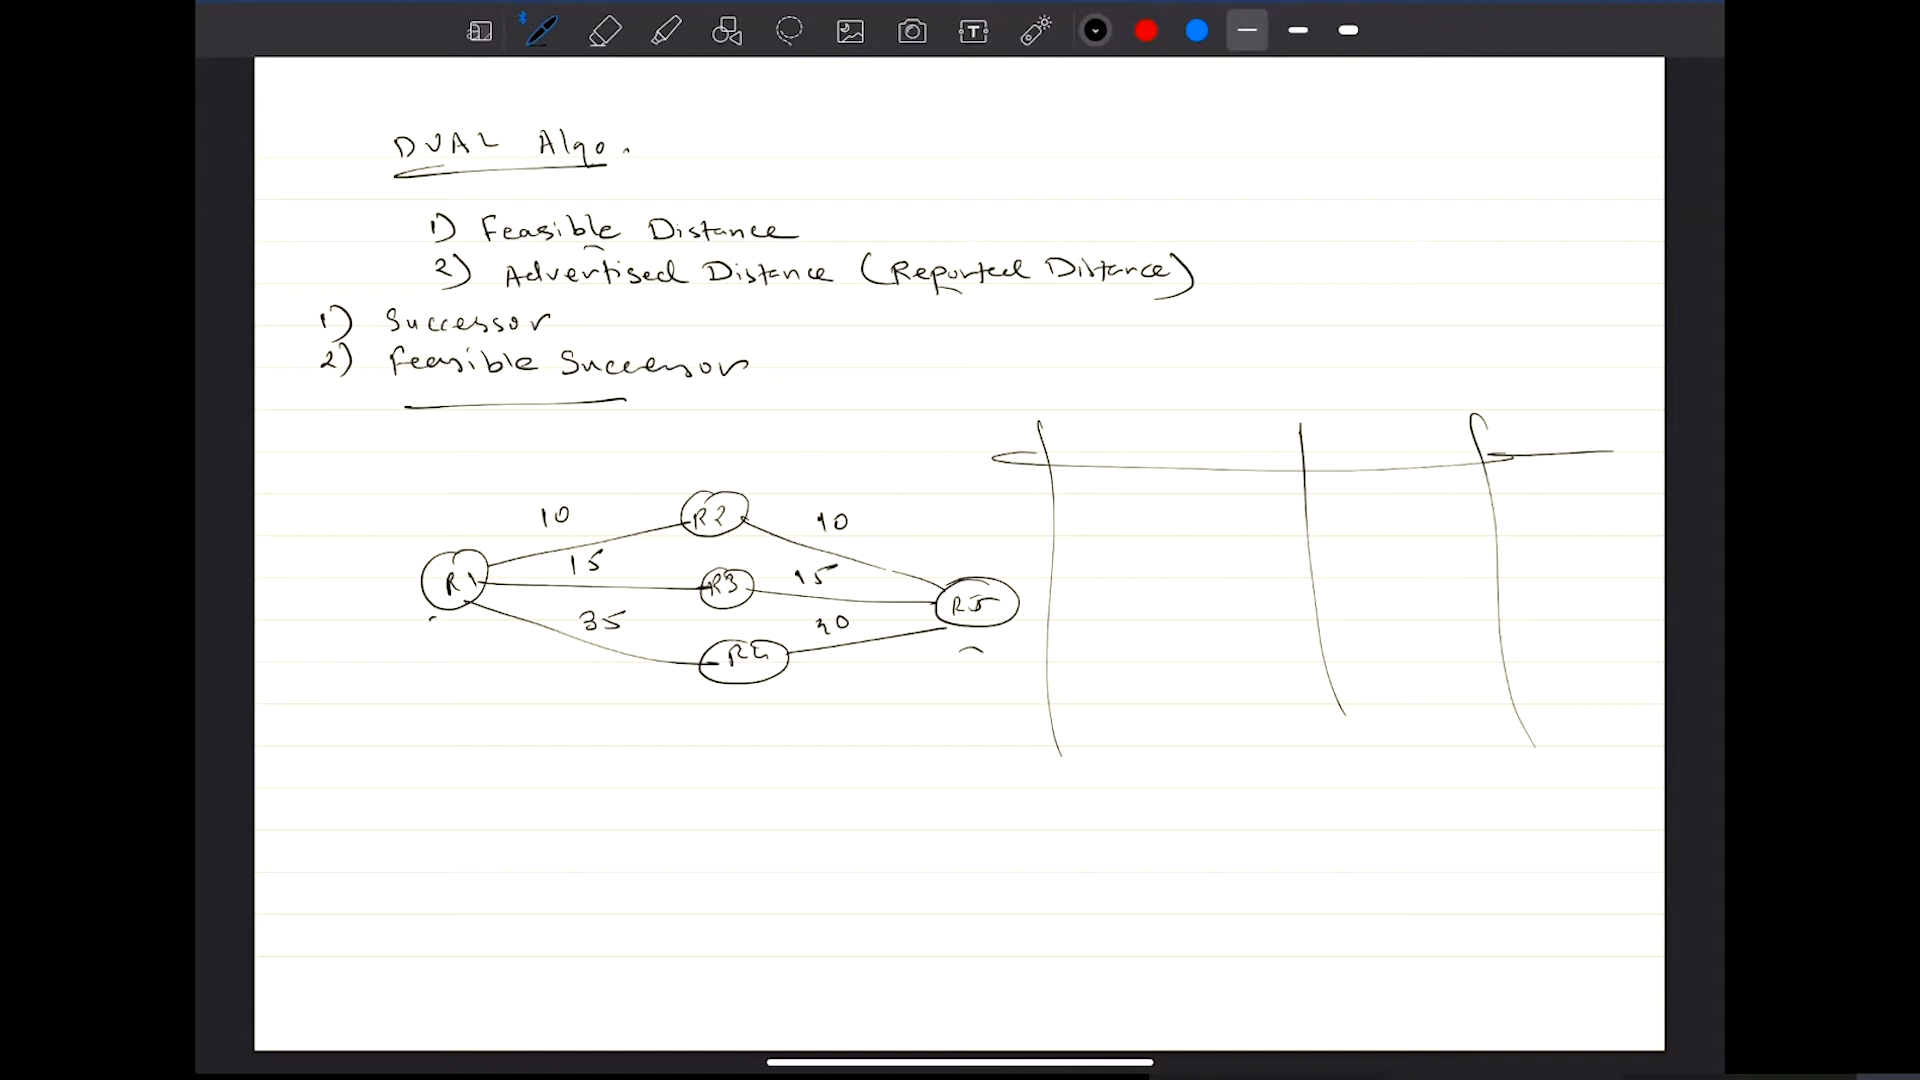 DUAL Algo.
1) Feasible Distance
2) Advertised Distance (Reported Distance)
1) Successor
2) Feasible Successor
10 R2 10
R1 15 R3 15 R5
35 R4